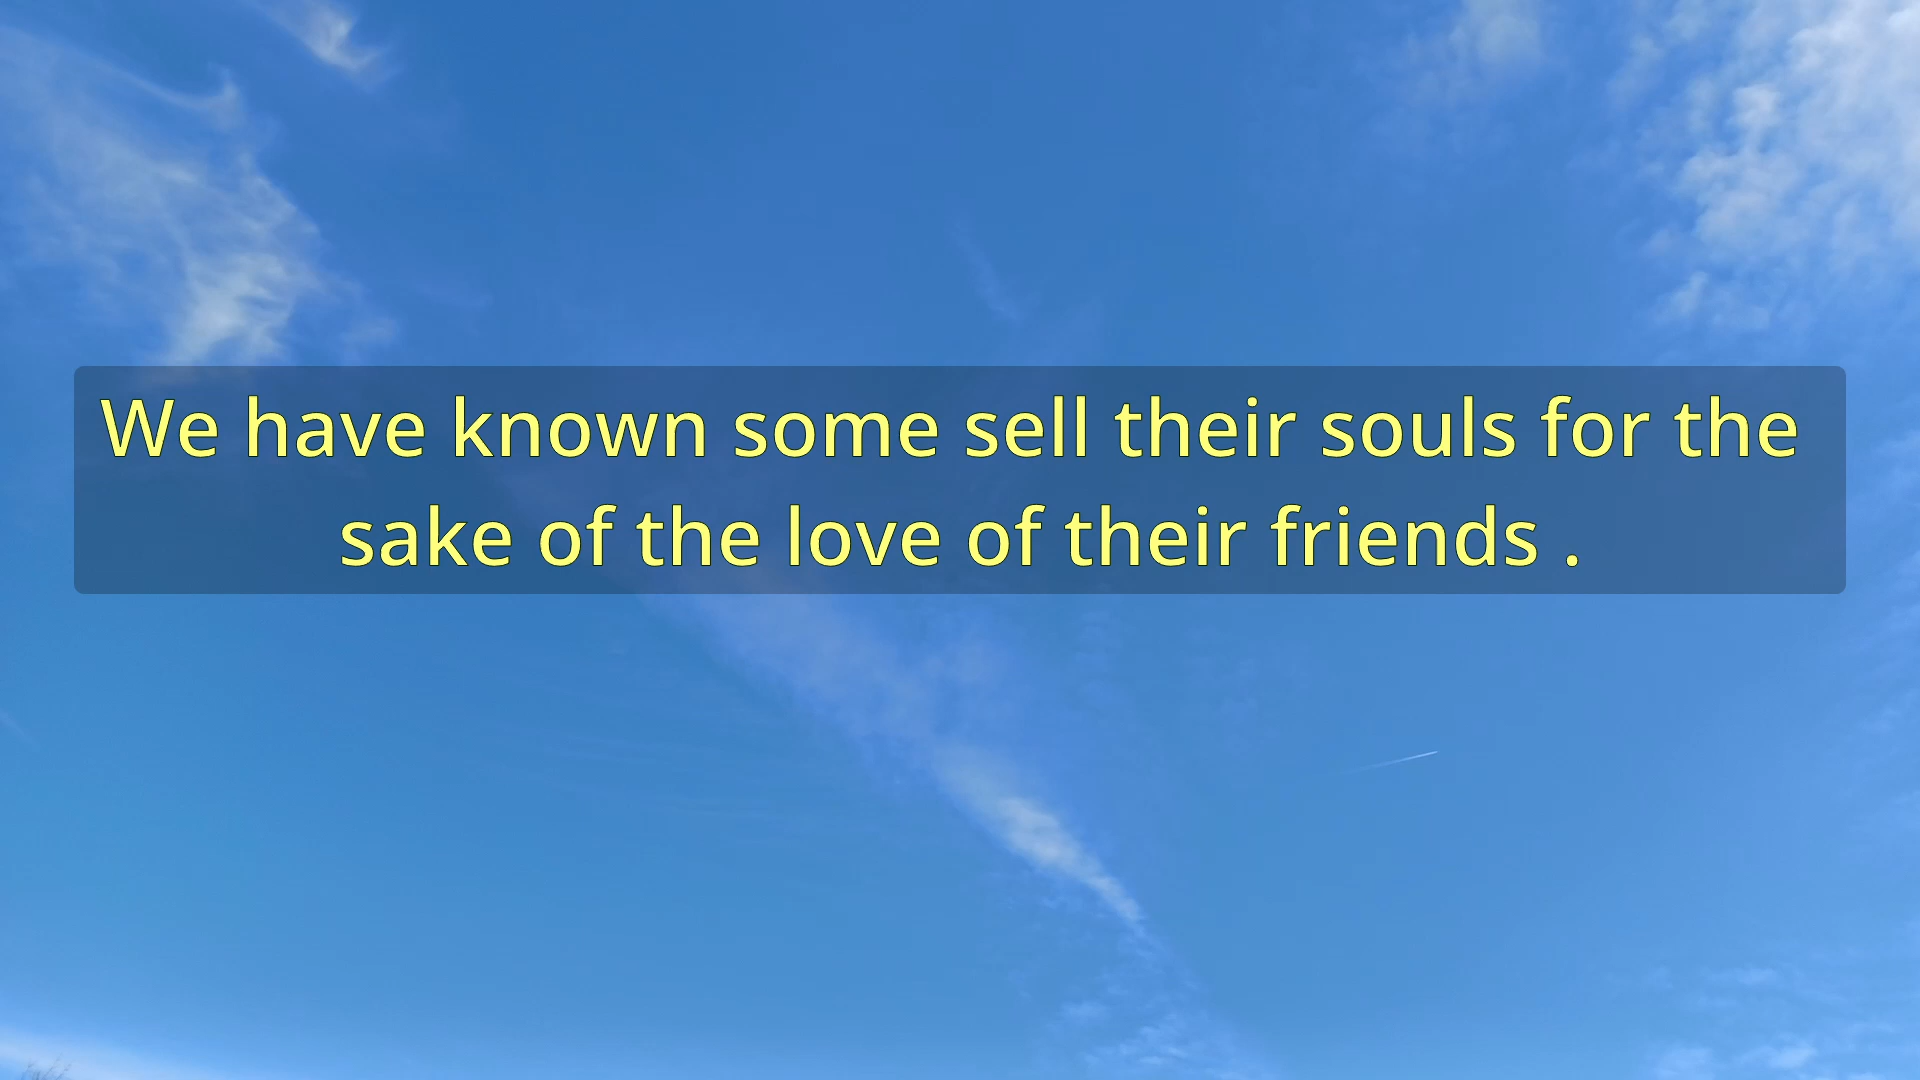 We have known some sell their souls for the
sake of the love of their friends .